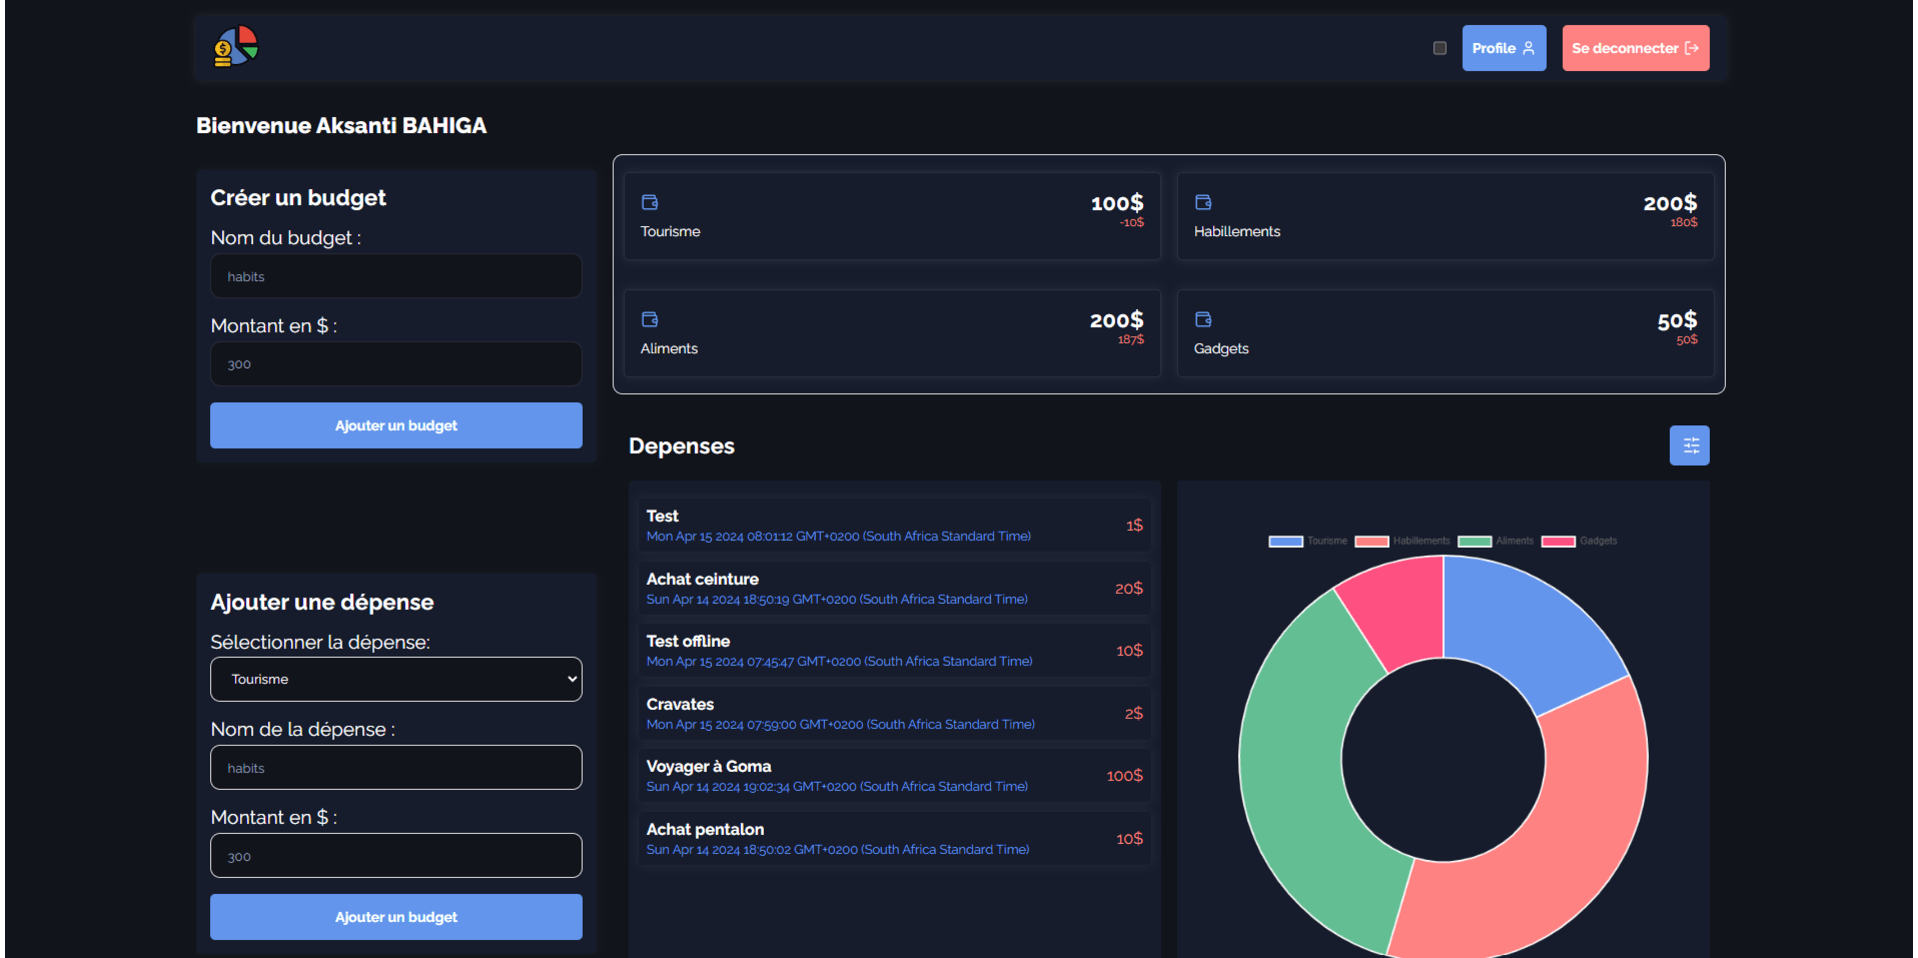 $
Profile
Se deconnecter
Bienvenue Aksanti BAHIGA
Créer un budget
Nom du budget :
habits
Montant en $ :
300
Ajouter un budget
100$
-10$
Tourisme
200$
180$
Habillements
200$
187$
Aliments
50$
50$
Gadgets
Depenses
Test
Mon Apr 15 2024 08:01:12 GMT+0200 (South Africa Standard Time)
1$
Achat ceinture
Sun Apr 14 2024 18:50:19 GMT+0200 (South Africa Standard Time)
20$
Test offline
Mon Apr 15 2024 07:45:47 GMT+0200 (South Africa Standard Time)
10$
Cravates
Mon Apr 15 2024 07:59:00 GMT+0200 (South Africa Standard Time)
2$
Voyager à Goma
Sun Apr 14 2024 19:02:34 GMT+0200 (South Africa Standard Time)
100$
Achat pentalon
Sun Apr 14 2024 18:50:02 GMT+0200 (South Africa Standard Time)
10$
Tourisme Habillements Aliments Gadgets
Ajouter une dépense
Sélectionner la dépense:
Tourisme
Nom de la dépense :
habits
Montant en $ :
300
Ajouter un budget